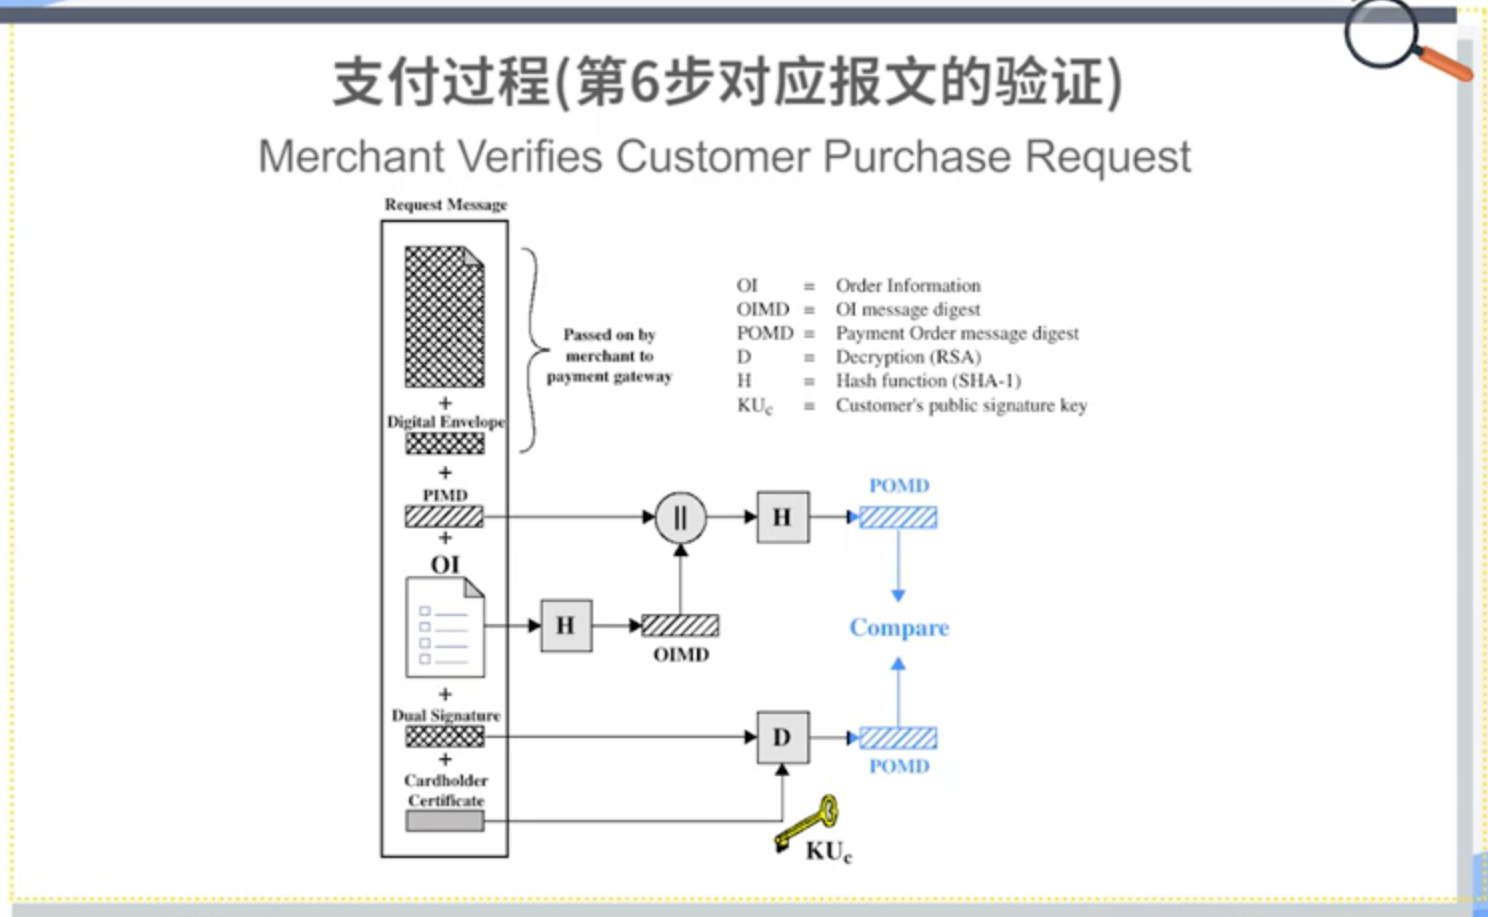 支付过程(第6步对应报文的验证)
Merchant Verifies Customer Purchase Request
Request Message
Passed on by
merchant to
payment gateway
OI = Order Information
OIMD = OI message digest
POMD = Payment Order message digest
D = Decryption (RSA)
H = Hash function (SHA-1)
KUc = Customer's public signature key
+
Digital Envelope
+
PIMD
+
OI
||
H
POMD
H
OIMD
Compare
+
Dual Signature
D
POMD
+
Cardholder
Certificate
KUc